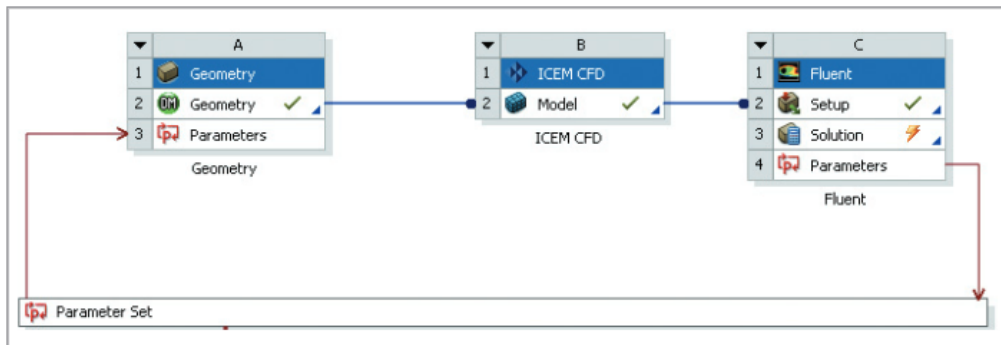 A
1 Geometry
2 DM Geometry
3 Parameters
Geometry
B
1 ICEM CFD
2 Model
ICEM CFD
C
1 Fluent
2 Setup
3 Solution
4 Parameters
Fluent
Parameter Set